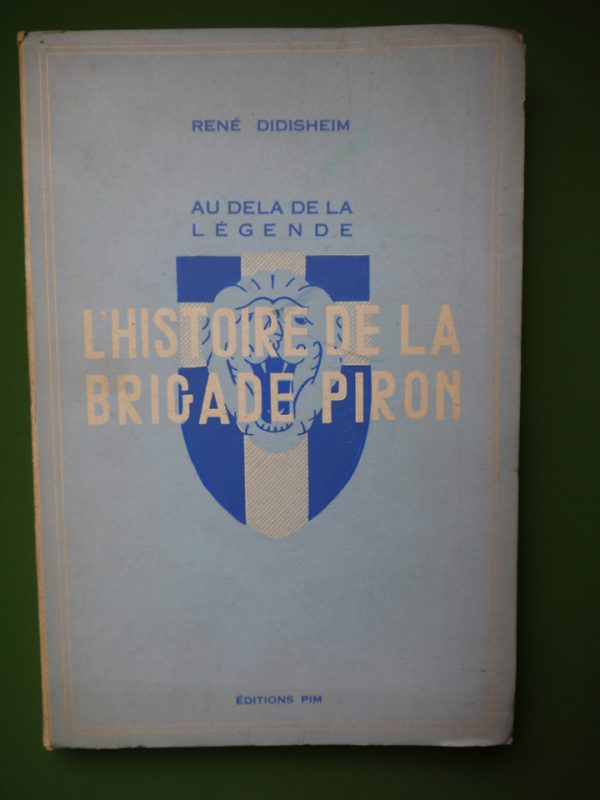 RENÉ DIDISHEIM
AU DELA DE LA
LÉGENDE
L'HISTOIRE DE LA
BRIGADE PIRON
ÉDITIONS PIM